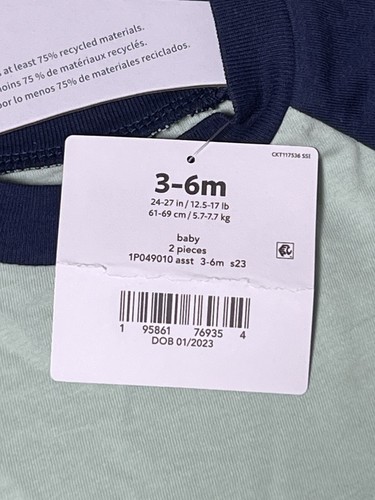 at least 75% recycled materials.
moins 75 % de matériaux recyclés.
por lo menos 75% de materiales reciclados.
CKT117336 SSI
3-6m
24-27 in / 12.5-17 lb
61-69 cm / 5.7-7.7 kg
baby
2 pieces
1P049010 asst 3-6m s23
1 95861 76935 4
DOB 01/2023